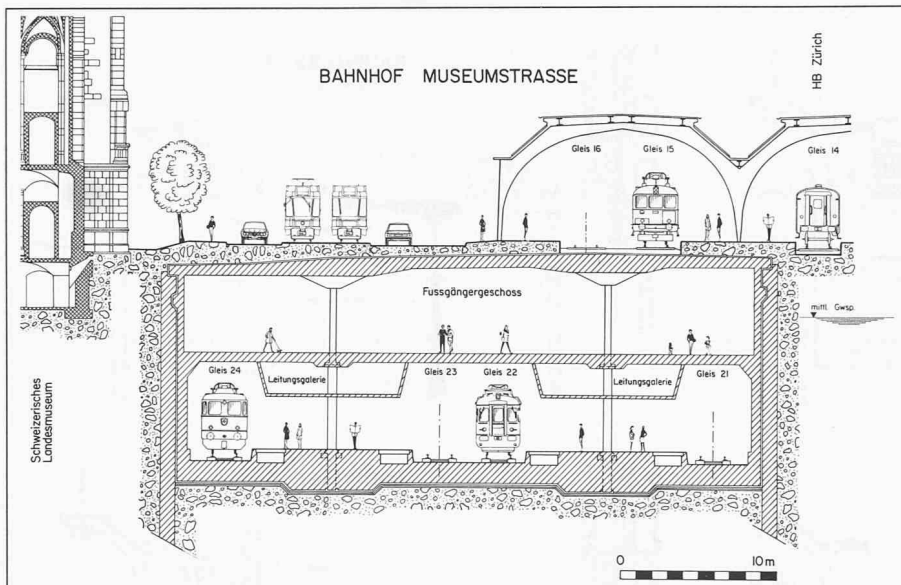 BAHNHOF MUSEUMSTRASSE
HB Zürich
Gleis 16
Gleis 15
Gleis 14
Fussgängergeschoss
mittl. Gwsp.
Gleis 24
Leitungsgalerie
Gleis 23
Gleis 22
Leitungsgalerie
Gleis 21
Schweizerisches
Landesmuseum
0
10 m